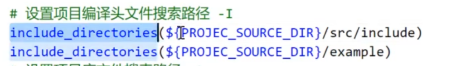 # 设置项目编译头文件搜索路径 -I
include_directories(${PROJEC_SOURCE_DIR}/src/include)
include_directories(${PROJEC_SOURCE_DIR}/example)